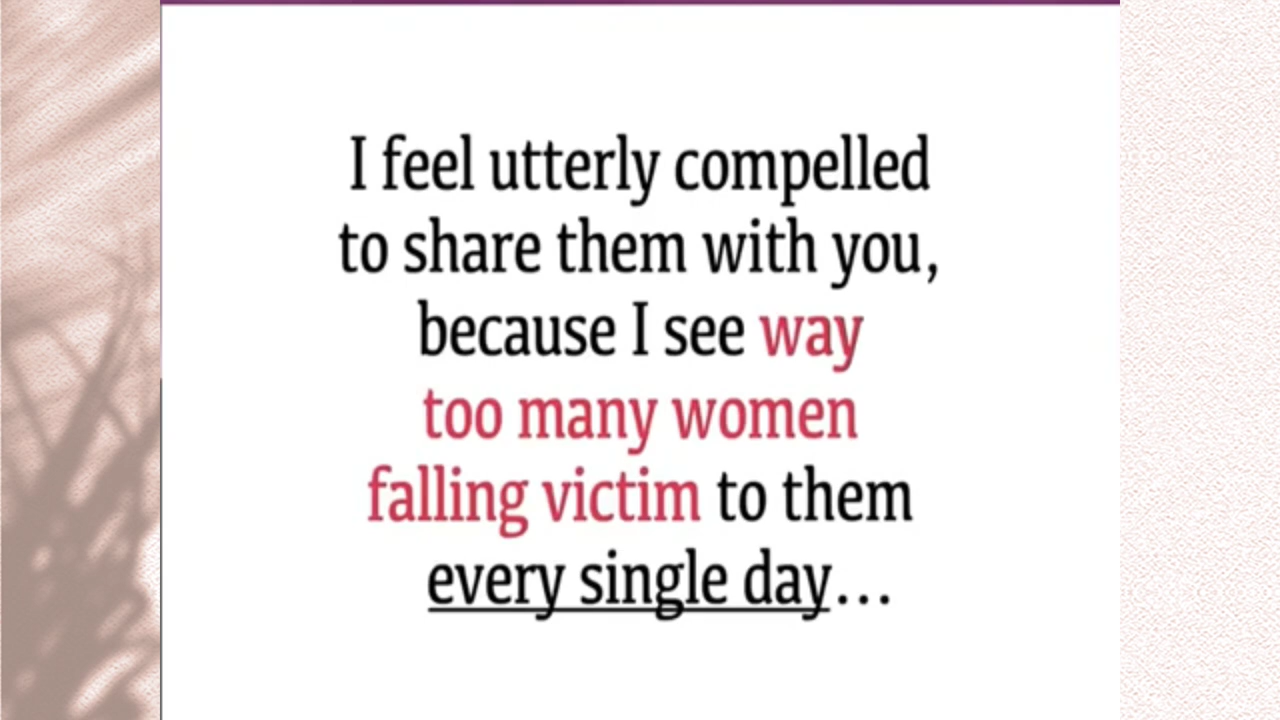 I feel utterly compelled
to share them with you,
because I see way
too many women
falling victim to them
every single day...